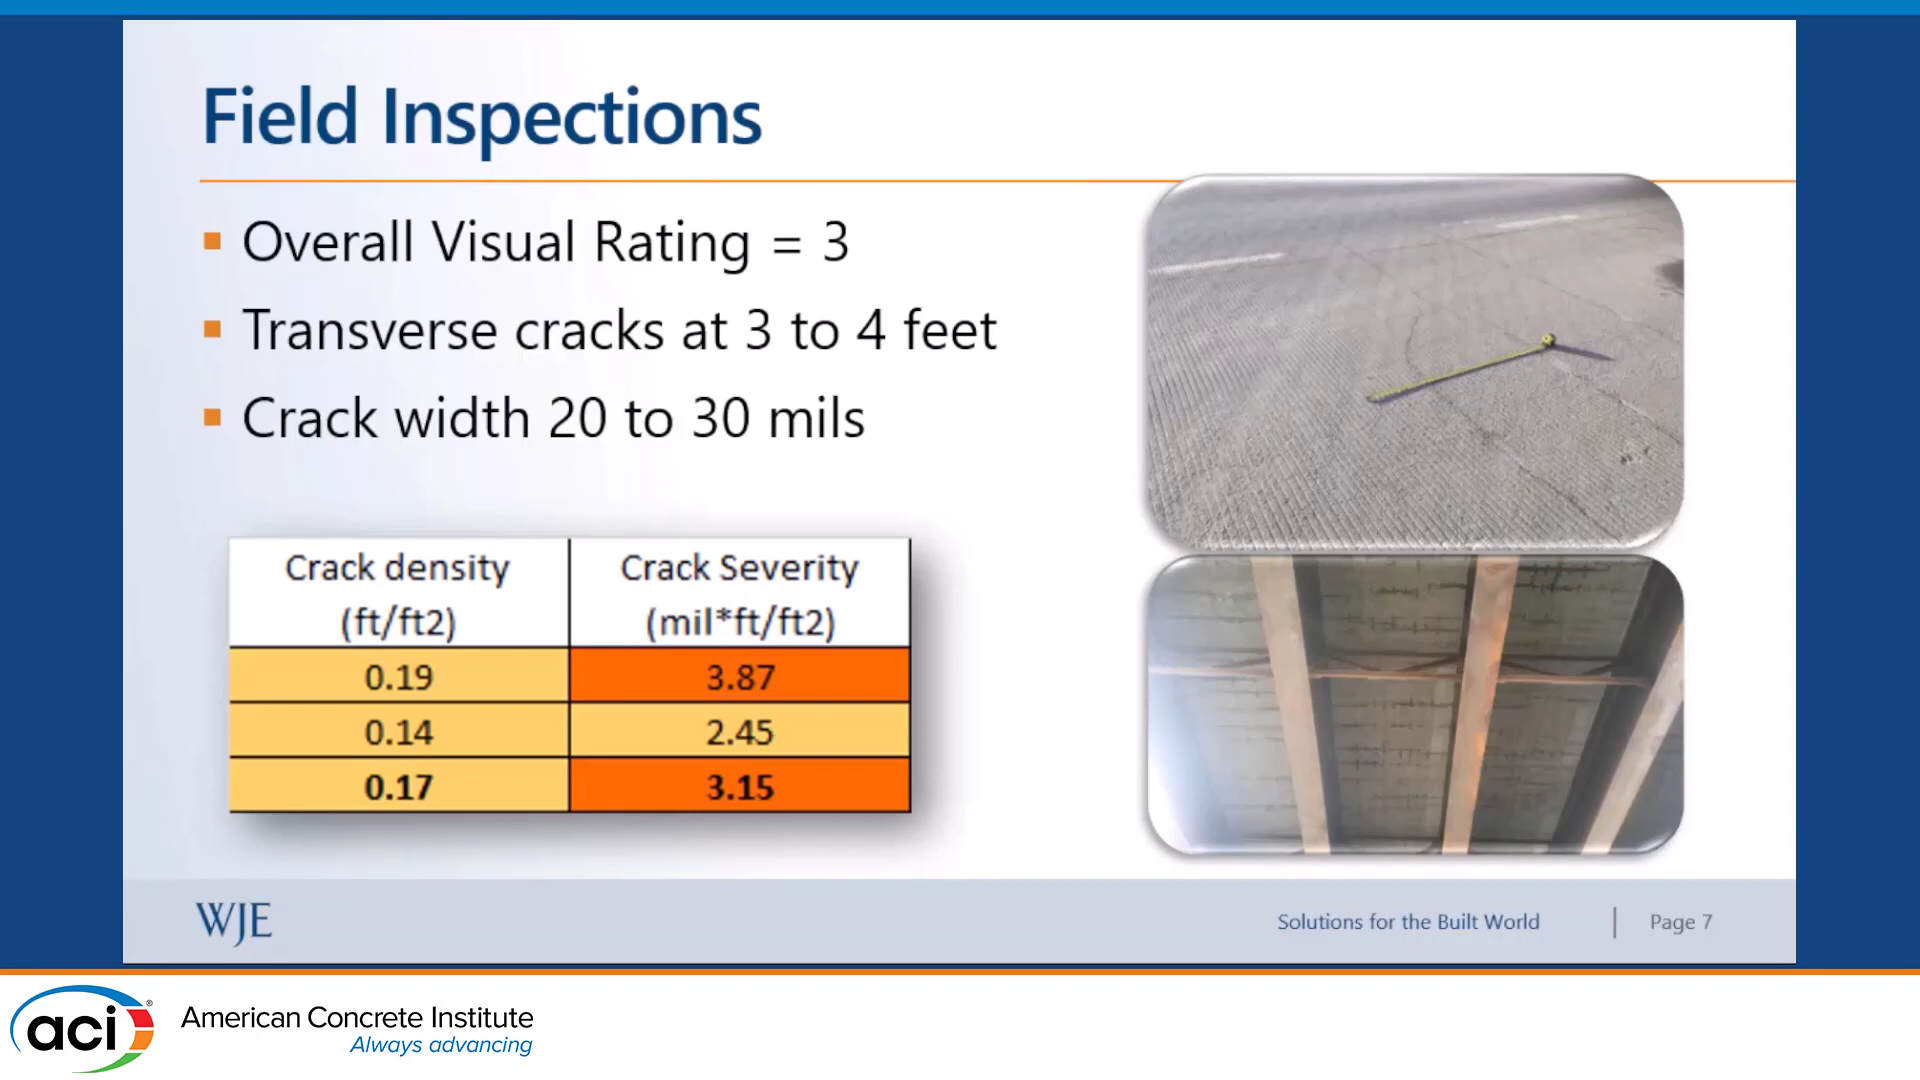 Field Inspections
Overall Visual Rating = 3
Transverse cracks at 3 to 4 feet
Crack width 20 to 30 mils
Crack density (ft/ft2)
Crack Severity (mil*ft/ft2)
0.19 3.87
0.14 2.45
0.17 3.15
WJE
Solutions for the Built World | Page 7
aci®
American Concrete Institute
Always advancing